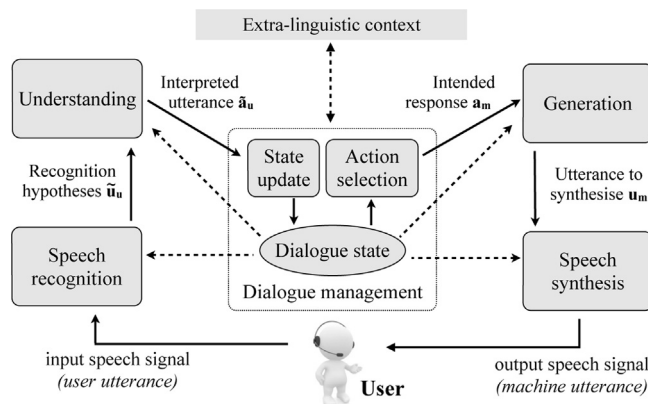 Extra-linguistic context
Understanding
Interpreted
utterance ã𝐮
Intended
response a𝐦
Generation
State
update
Action
selection
Recognition
hypotheses ũ𝐮
Utterance to
synthesise u𝐦
Speech
recognition
Dialogue state
Dialogue management
Speech
synthesis
input speech signal
(user utterance)
User
output speech signal
(machine utterance)